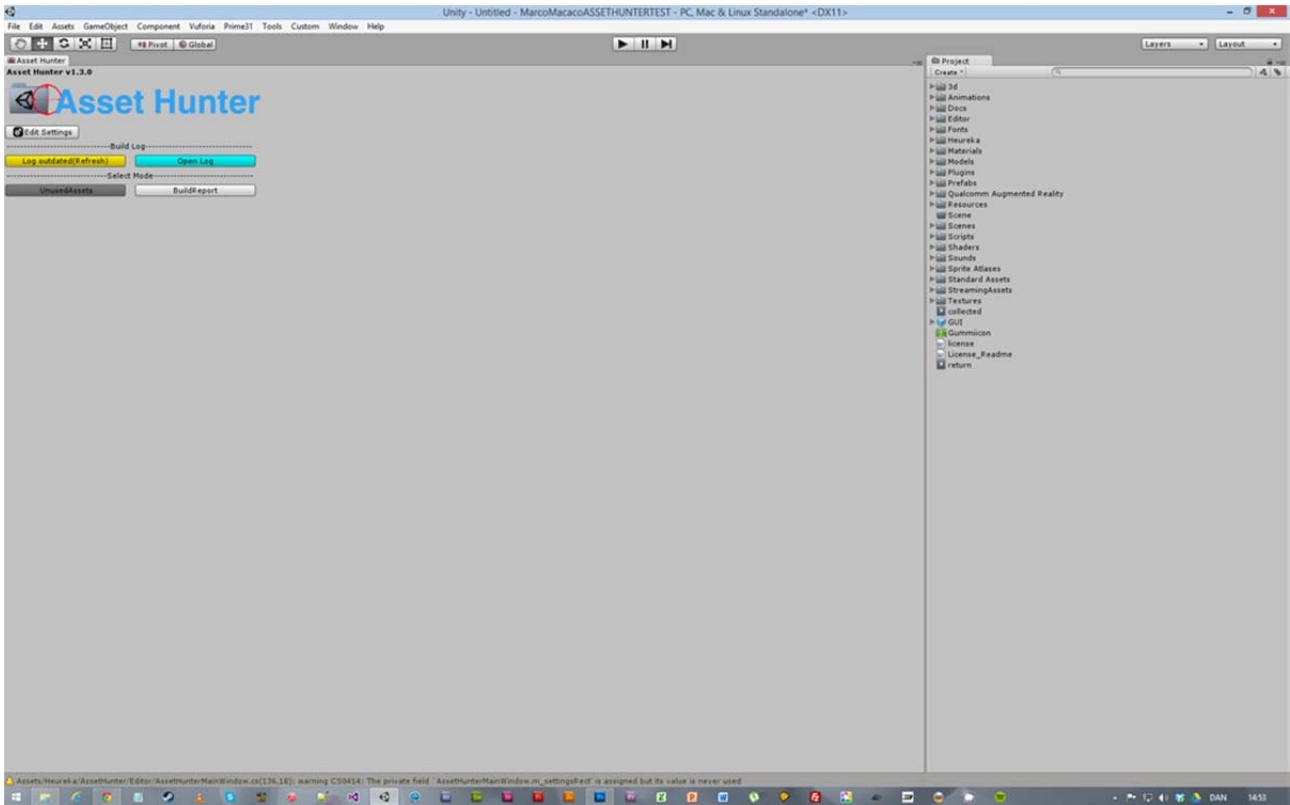 Unity - Untitled - MarcoMacacoASSETHUNTERTEST - PC, Mac & Linux Standalone* <DX11>
File Edit Assets GameObject Component Vuforia Prime31 Tools Custom Window Help
Pivot Global
Layers Layout
Asset Hunter
Asset Hunter v1.3.0
Asset Hunter
Edit Settings
Build Log
Log outdated(Refresh) Open Log
Select Mode
UnusedAssets BuildReport
Project
Create
3d
Animations
Docs
Editor
Fonts
Heureka
Materials
Models
Plugins
Prefabs
Qualcomm Augmented Reality
Resources
Scene
Scenes
Scripts
Shaders
Sounds
Sprite Atlases
Standard Assets
StreamingAssets
Textures
collected
GUI
Gummiicon
license
License_Readme
return
Assets/Heureka/AssetHunter/Editor/AssetHunterMainWindow.cs(136,18): warning CS0414: The private field `AssetHunterMainWindow.m_settingsRect' is assigned but its value is never used
DAN 14:53